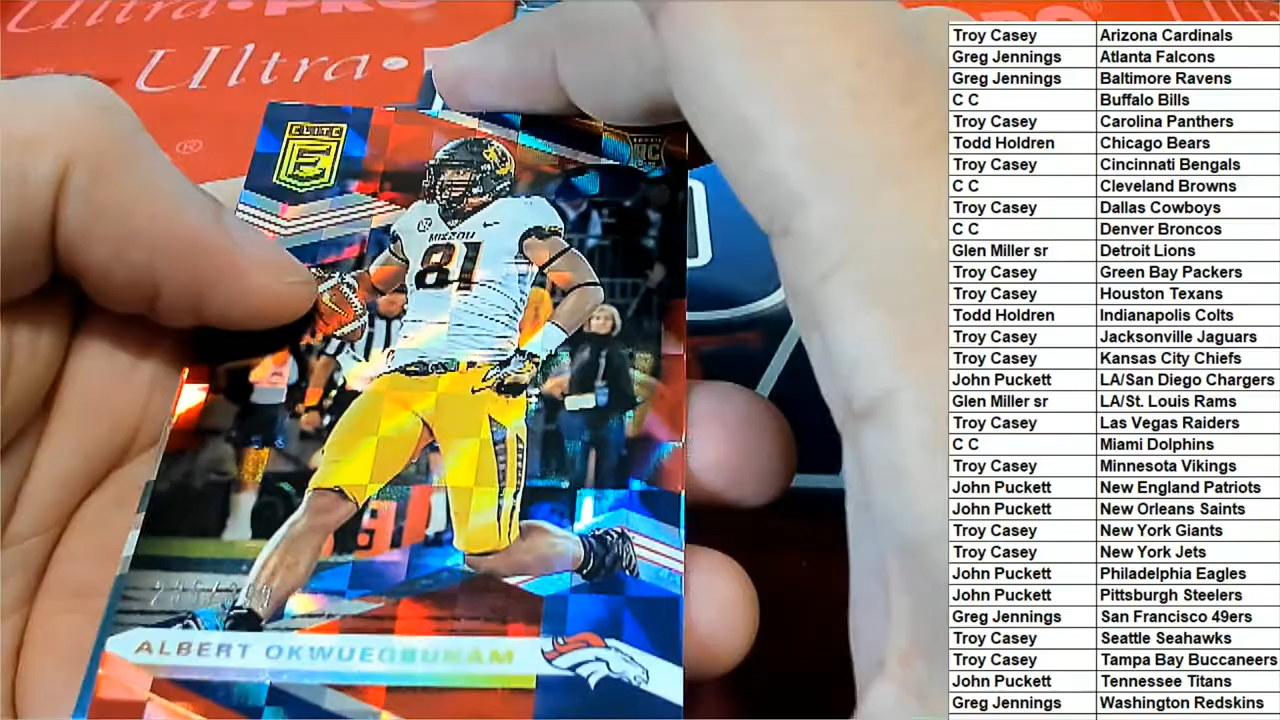 Ultra•PRO
PRO
Ultra•
ELITE
E
ROOKIE
RC
MIZZOU
81
ALBERT OKWUEGBUNAM
Troy Casey Arizona Cardinals
Greg Jennings Atlanta Falcons
Greg Jennings Baltimore Ravens
C C Buffalo Bills
Troy Casey Carolina Panthers
Todd Holdren Chicago Bears
Troy Casey Cincinnati Bengals
C C Cleveland Browns
Troy Casey Dallas Cowboys
C C Denver Broncos
Glen Miller sr Detroit Lions
Troy Casey Green Bay Packers
Troy Casey Houston Texans
Todd Holdren Indianapolis Colts
Troy Casey Jacksonville Jaguars
Troy Casey Kansas City Chiefs
John Puckett LA/San Diego Chargers
Glen Miller sr LA/St. Louis Rams
Troy Casey Las Vegas Raiders
C C Miami Dolphins
Troy Casey Minnesota Vikings
John Puckett New England Patriots
John Puckett New Orleans Saints
Troy Casey New York Giants
Troy Casey New York Jets
John Puckett Philadelphia Eagles
John Puckett Pittsburgh Steelers
Greg Jennings San Francisco 49ers
Troy Casey Seattle Seahawks
Troy Casey Tampa Bay Buccaneers
John Puckett Tennessee Titans
Greg Jennings Washington Redskins